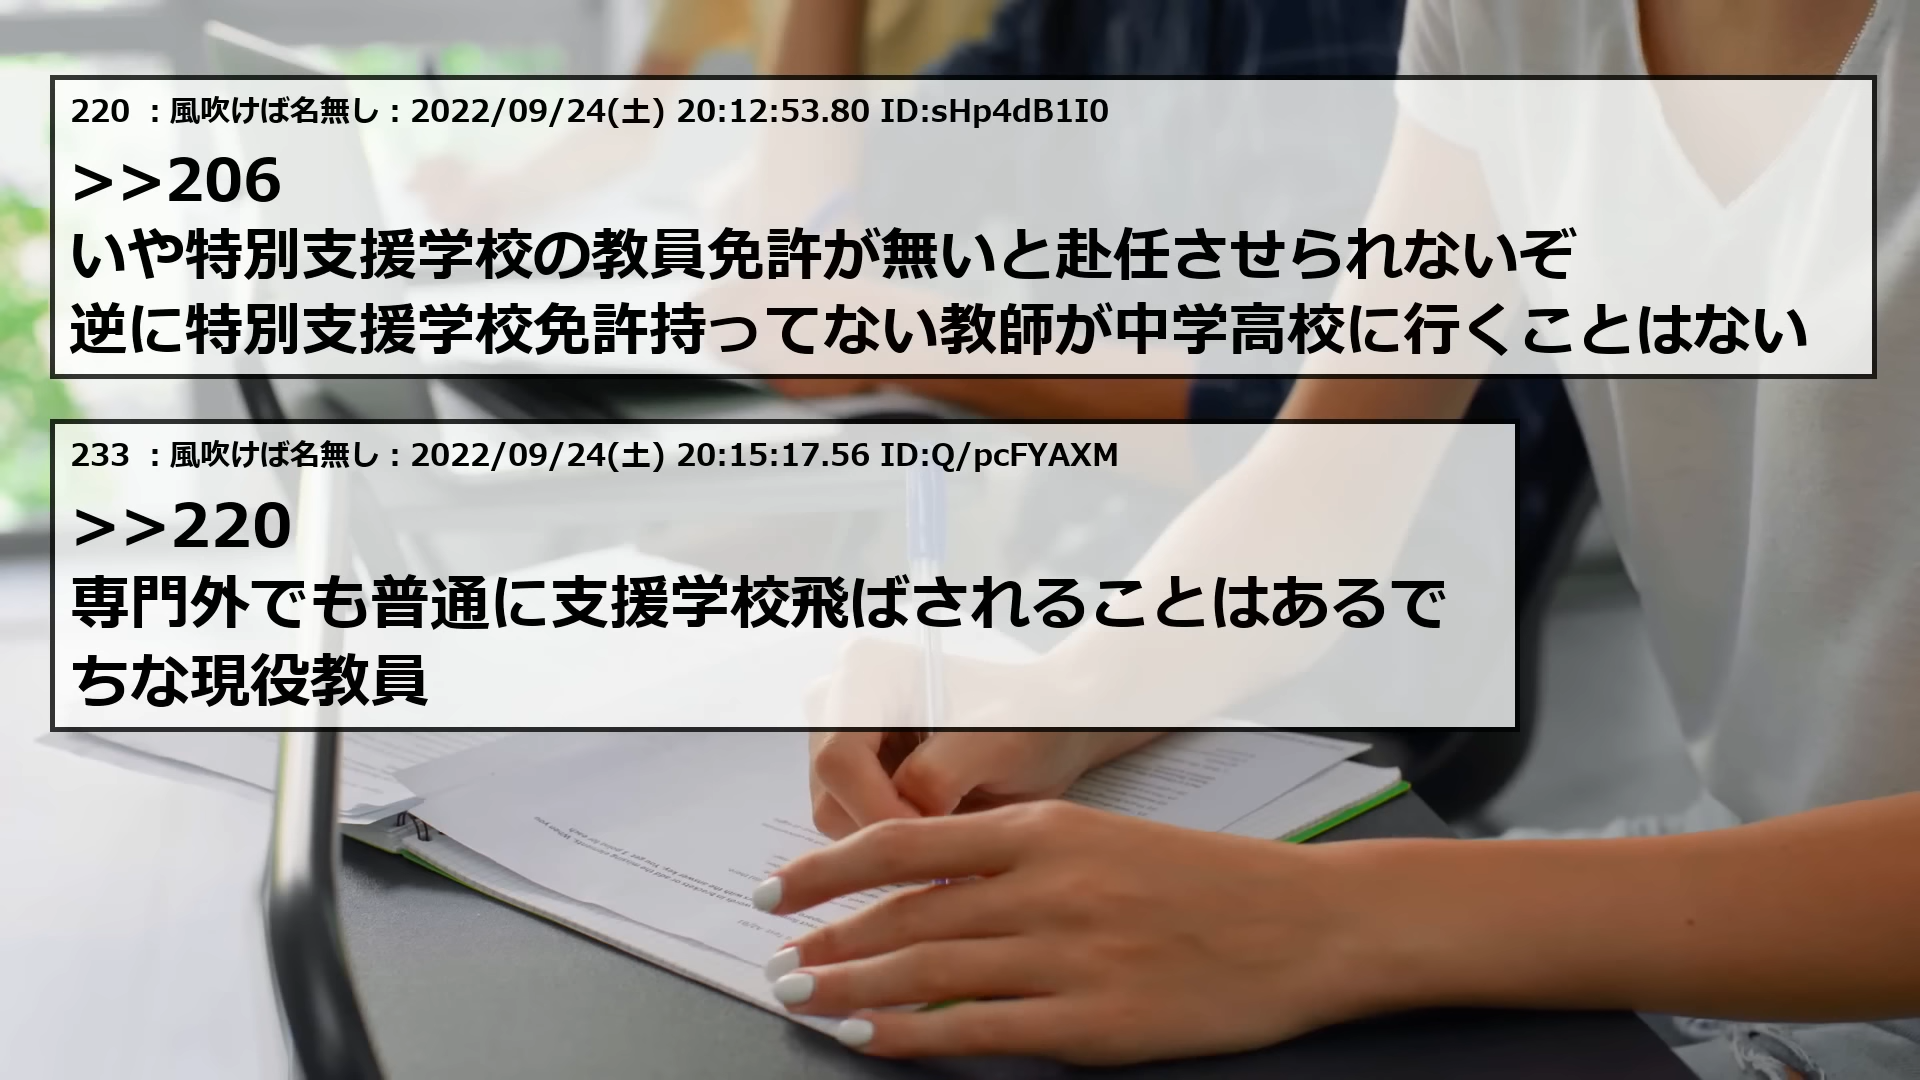 220 ：風吹けば名無し：2022/09/24(土) 20:12:53.80 ID:sHp4dB1I0
>>206
いや特別支援学校の教員免許が無いと赴任させられないぞ
逆に特別支援学校免許持ってない教師が中学高校に行くことはない
233 ：風吹けば名無し：2022/09/24(土) 20:15:17.56 ID:Q/pcFYAXM
>>220
専門外でも普通に支援学校飛ばされることはあるで
ちな現役教員